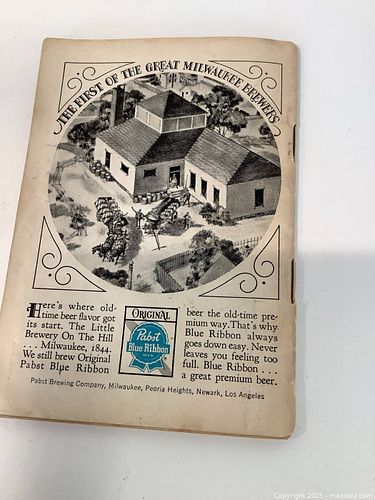 THE FIRST OF THE GREAT MILWAUKEE BREWERS
Here's where old-
time beer flavor got
its start. The Little
Brewery On The Hill
. . . Milwaukee, 1844.
We still brew Original
Pabst Blue Ribbon
ORIGINAL
Pabst
Blue Ribbon
BEER
beer the old-time pre-
mium way. That's why
Blue Ribbon always
goes down easy. Never
leaves you feeling too
full. Blue Ribbon . . .
a great premium beer.
Pabst Brewing Company, Milwaukee, Peoria Heights, Newark, Los Angeles
Copyright 2025 - maxsold.com